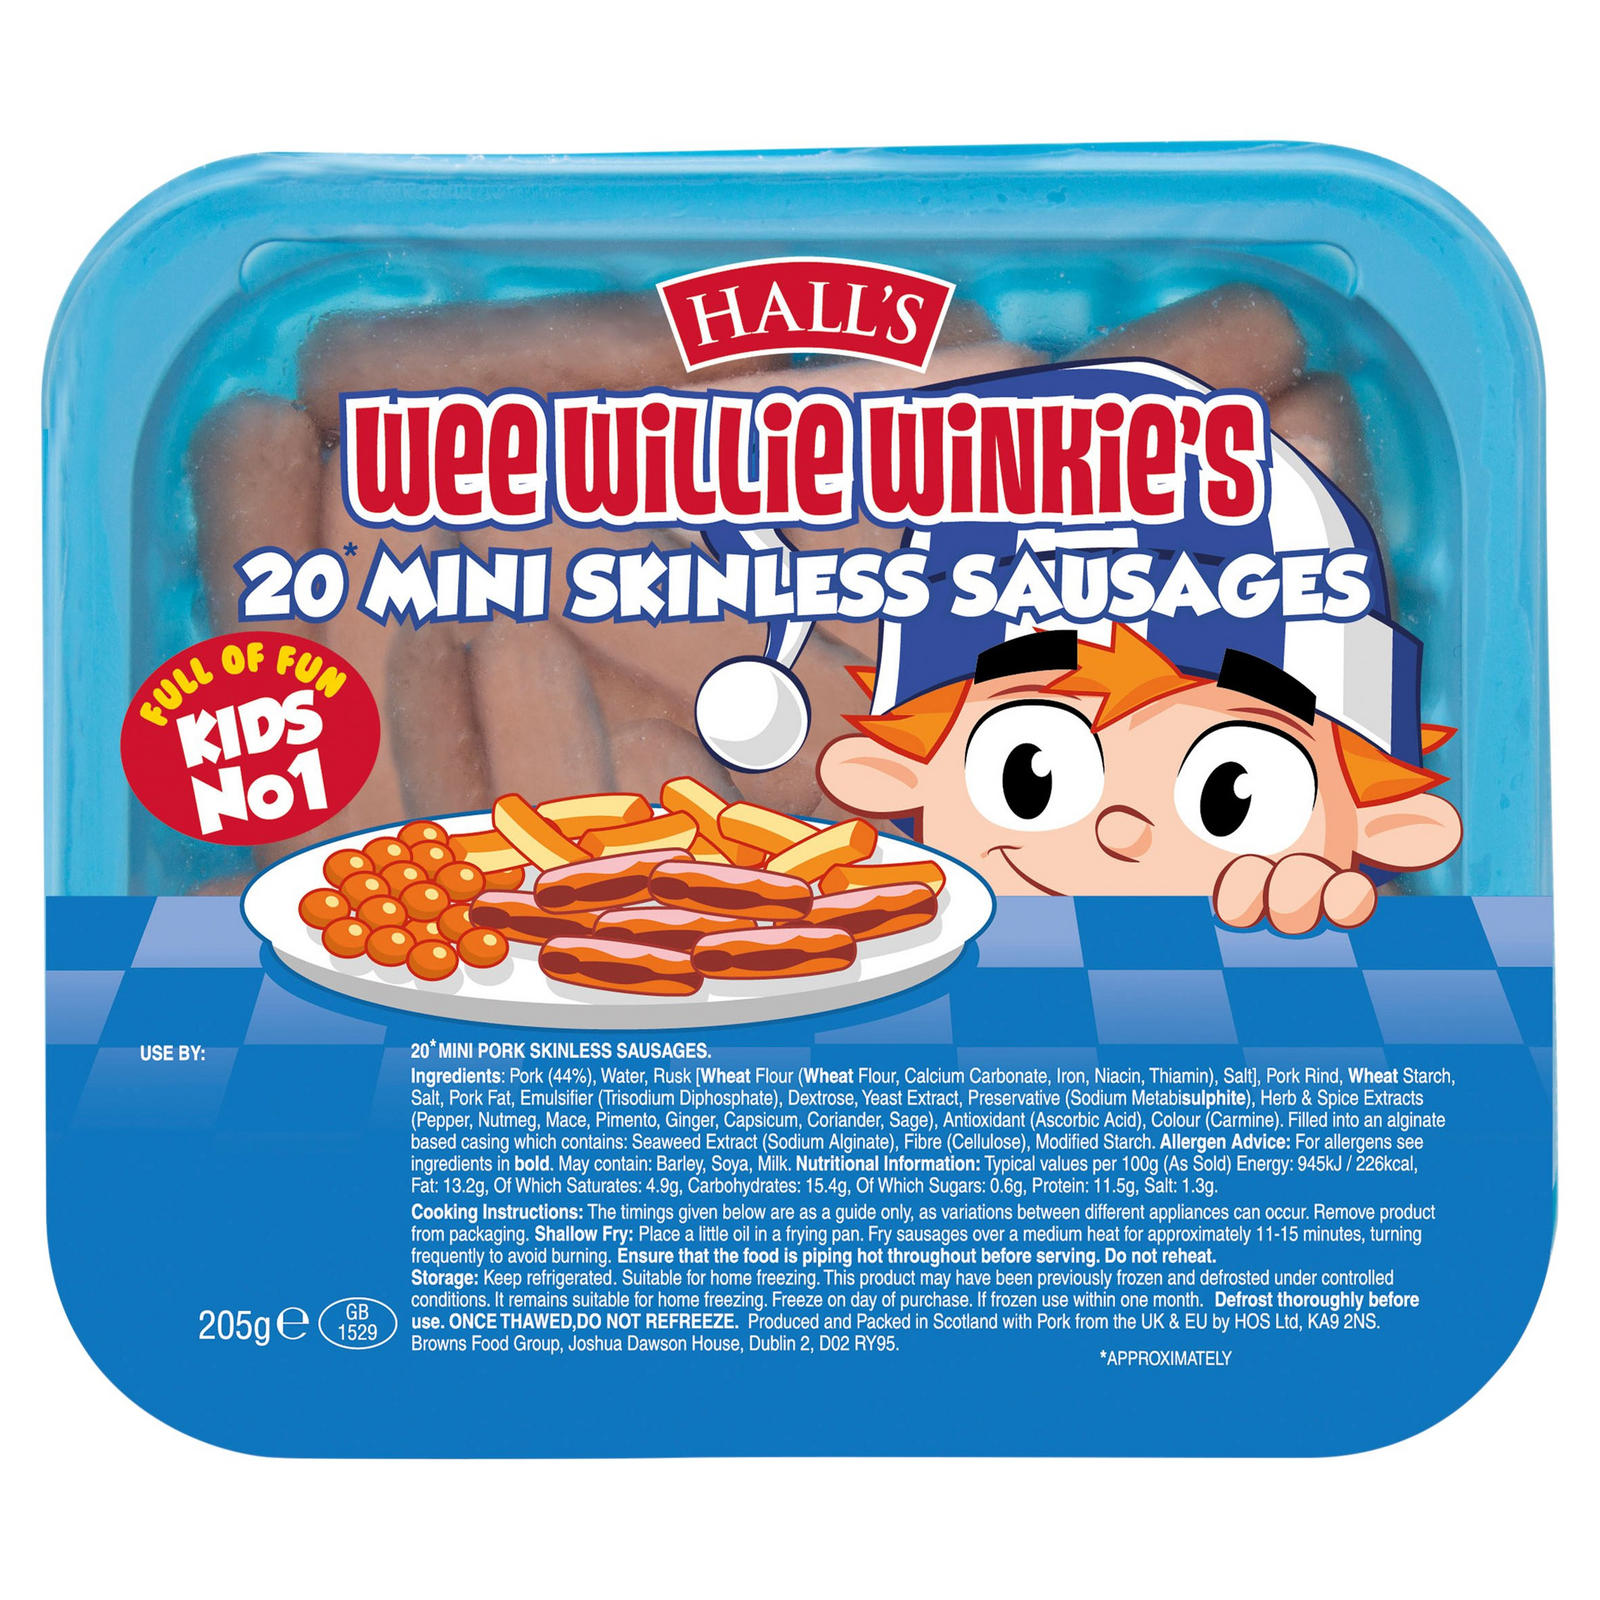 HALL'S
Wee Willie Winkie's
20* MINI SKINLESS SAUSAGES
FULL OF FUN
KIDS
No1
USE BY:
20* MINI PORK SKINLESS SAUSAGES.
Ingredients: Pork (44%), Water, Rusk [Wheat Flour (Wheat Flour, Calcium Carbonate, Iron, Niacin, Thiamin), Salt], Pork Rind, Wheat Starch,
Salt, Pork Fat, Emulsifier (Trisodium Diphosphate), Dextrose, Yeast Extract, Preservative (Sodium Metabisulphite), Herb & Spice Extracts
(Pepper, Nutmeg, Mace, Pimento, Ginger, Capsicum, Coriander, Sage), Antioxidant (Ascorbic Acid), Colour (Carmine). Filled into an alginate
based casing which contains: Seaweed Extract (Sodium Alginate), Fibre (Cellulose), Modified Starch. Allergen Advice: For allergens see
ingredients in bold. May contain: Barley, Soya, Milk. Nutritional Information: Typical values per 100g (As Sold) Energy: 945kJ / 226kcal,
Fat: 13.2g, Of Which Saturates: 4.9g, Carbohydrates: 15.4g, Of Which Sugars: 0.6g, Protein: 11.5g, Salt: 1.3g.
Cooking Instructions: The timings given below are as a guide only, as variations between different appliances can occur. Remove product
from packaging. Shallow Fry: Place a little oil in a frying pan. Fry sausages over a medium heat for approximately 11-15 minutes, turning
frequently to avoid burning. Ensure that the food is piping hot throughout before serving. Do not reheat.
Storage: Keep refrigerated. Suitable for home freezing. This product may have been previously frozen and defrosted under controlled
conditions. It remains suitable for home freezing. Freeze on day of purchase. If frozen use within one month. Defrost thoroughly before
use. ONCE THAWED,DO NOT REFREEZE. Produced and Packed in Scotland with Pork from the UK & EU by HOS Ltd, KA9 2NS.
Browns Food Group, Joshua Dawson House, Dublin 2, D02 RY95.
*APPROXIMATELY
205g ℮
GB
1529